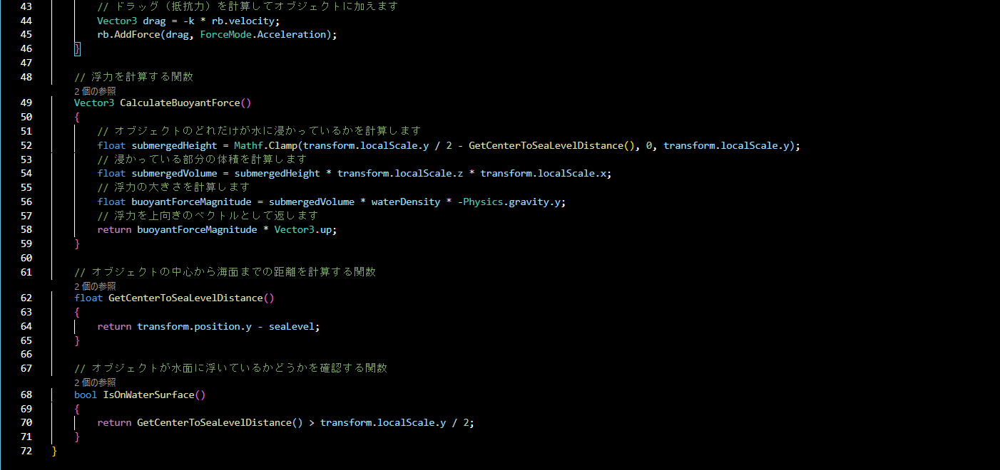 43 // ドラッグ（抵抗力）を計算してオブジェクトに加えます
44 Vector3 drag = -k * rb.velocity;
45 rb.AddForce(drag, ForceMode.Acceleration);
46 }
47
48 // 浮力を計算する関数
2 個の参照
49 Vector3 CalculateBuoyantForce()
50 {
51 // オブジェクトのどれだけが水に浸かっているかを計算します
52 float submergedHeight = Mathf.Clamp(transform.localScale.y / 2 - GetCenterToSeaLevelDistance(), 0, transform.localScale.y);
53 // 浸かっている部分の体積を計算します
54 float submergedVolume = submergedHeight * transform.localScale.z * transform.localScale.x;
55 // 浮力の大きさを計算します
56 float buoyantForceMagnitude = submergedVolume * waterDensity * -Physics.gravity.y;
57 // 浮力を上向きのベクトルとして返します
58 return buoyantForceMagnitude * Vector3.up;
59 }
60
61 // オブジェクトの中心から海面までの距離を計算する関数
2 個の参照
62 float GetCenterToSeaLevelDistance()
63 {
64 return transform.position.y - seaLevel;
65 }
66
67 // オブジェクトが水面に浮いているかどうかを確認する関数
2 個の参照
68 bool IsOnWaterSurface()
69 {
70 return GetCenterToSeaLevelDistance() > transform.localScale.y / 2;
71 }
72 }